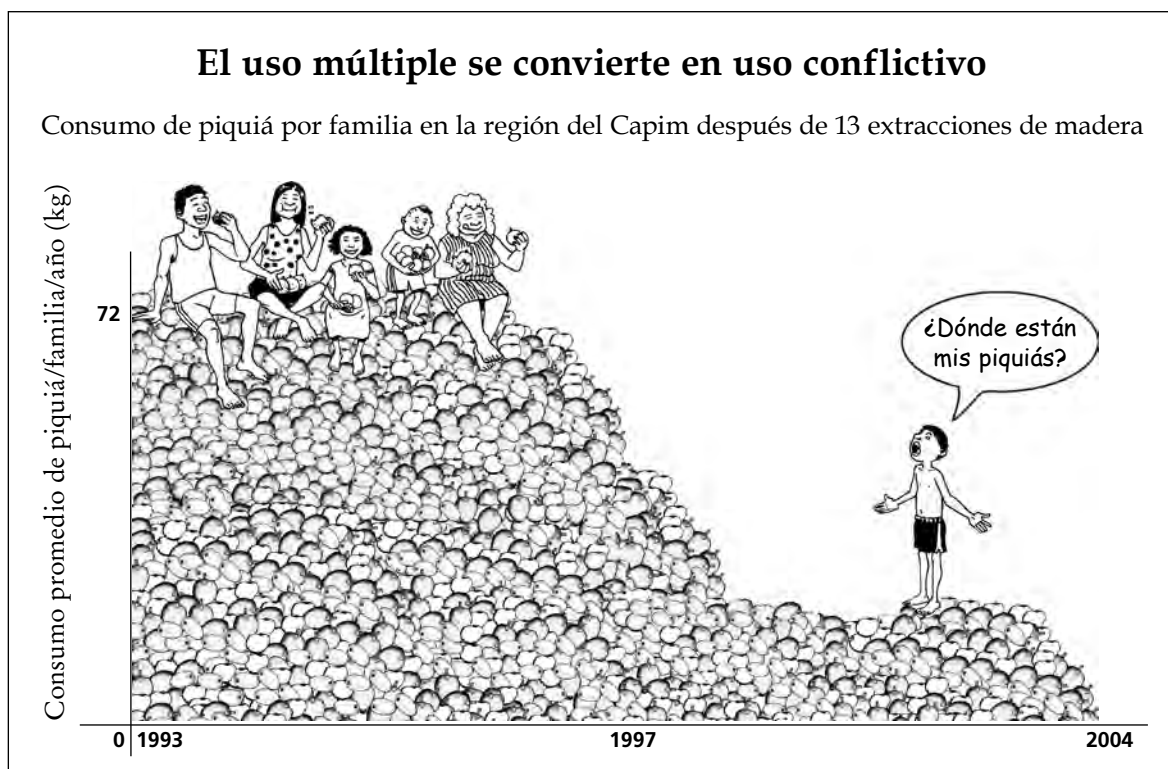 El uso múltiple se convierte en uso conflictivo
Consumo de piquiá por familia en la región del Capim después de 13 extracciones de madera
Consumo promedio de piquiá/familia/año (kg)
72
¿Dónde están
mis piquiás?
0 1993 1997 2004